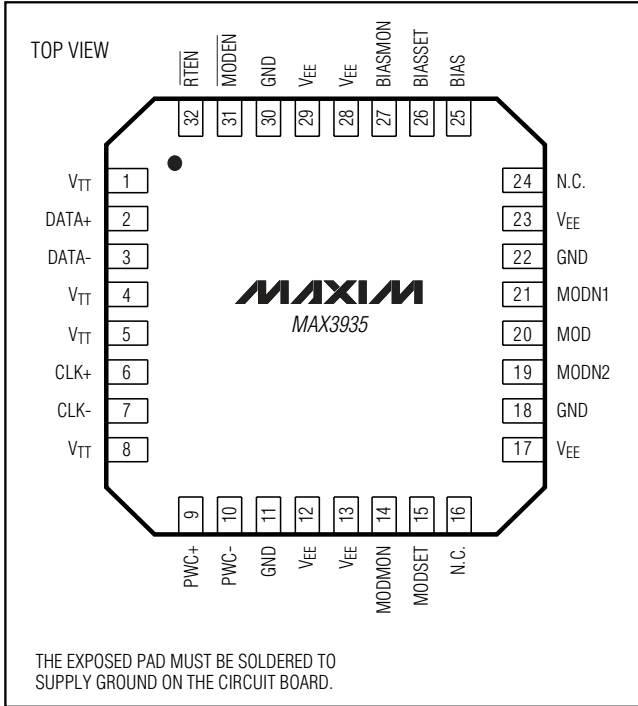 TOP VIEW
RTEN
MODEN
GND
VEE
VEE
BIASMON
BIASSET
BIAS
32
31
30
29
28
27
26
25
VTT 1
DATA+ 2
DATA- 3
VTT 4
VTT 5
CLK+ 6
CLK- 7
VTT 8
MAXIM
MAX3935
24 N.C.
23 VEE
22 GND
21 MODN1
20 MOD
19 MODN2
18 GND
17 VEE
9
10
11
12
13
14
15
16
PWC+
PWC-
GND
VEE
VEE
MODMON
MODSET
N.C.
THE EXPOSED PAD MUST BE SOLDERED TO
SUPPLY GROUND ON THE CIRCUIT BOARD.